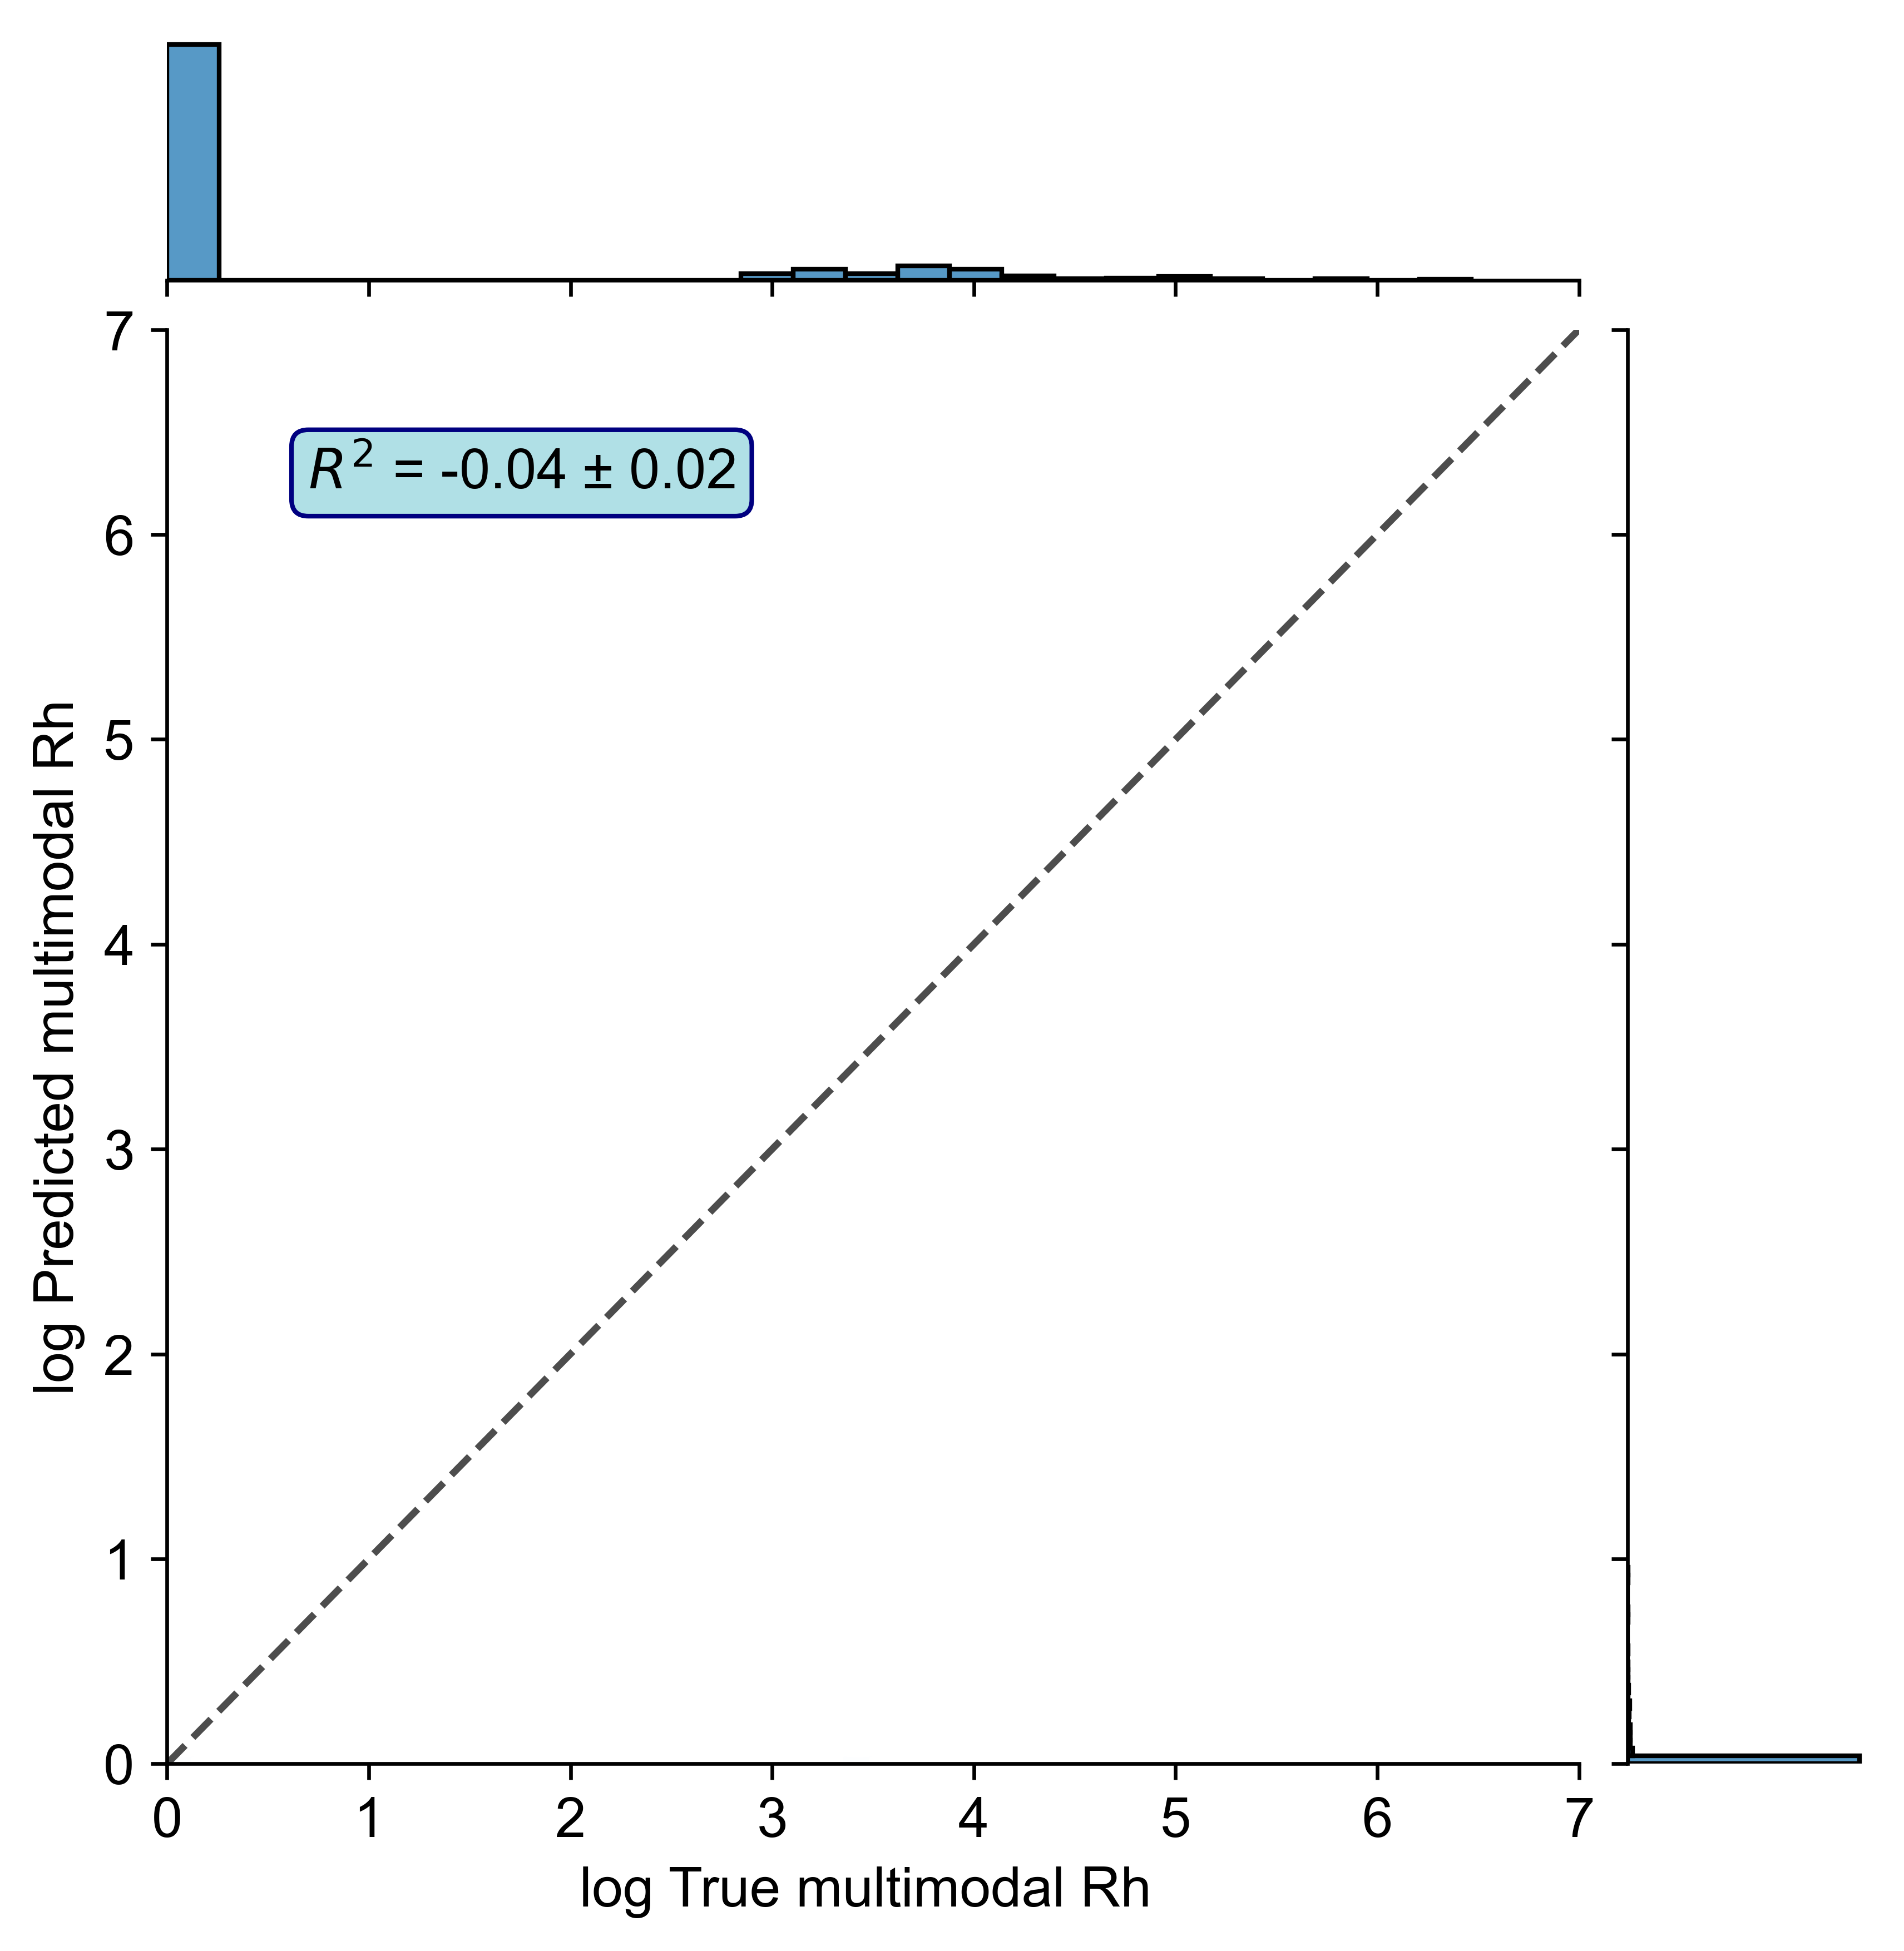 7
R² = -0.04 ± 0.02
6
5
4
3
2
1
0
log Predicted multimodal Rh
0 1 2 3 4 5 6 7
log True multimodal Rh